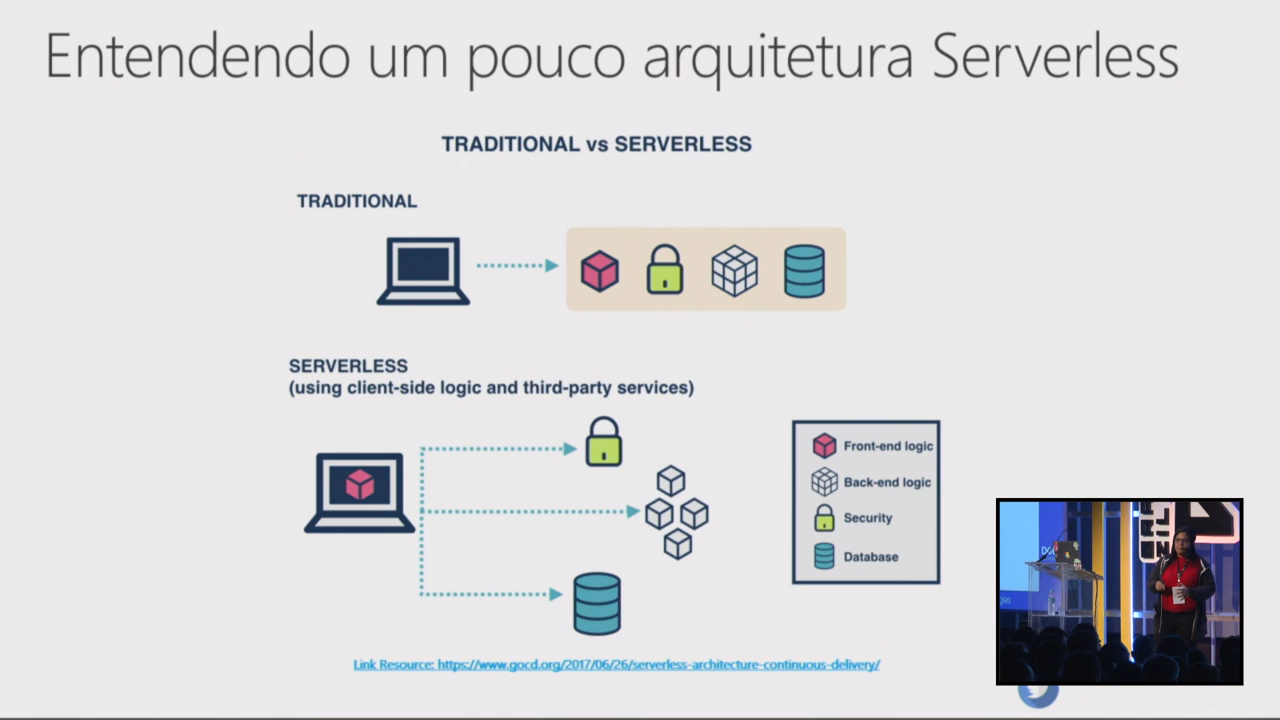 Entendendo um pouco arquitetura Serverless
TRADITIONAL vs SERVERLESS
TRADITIONAL
SERVERLESS
(using client-side logic and third-party services)
Front-end logic
Back-end logic
Security
Database
Link Resource: https://www.gocd.org/2017/06/26/serverless-architecture-continuous-delivery/